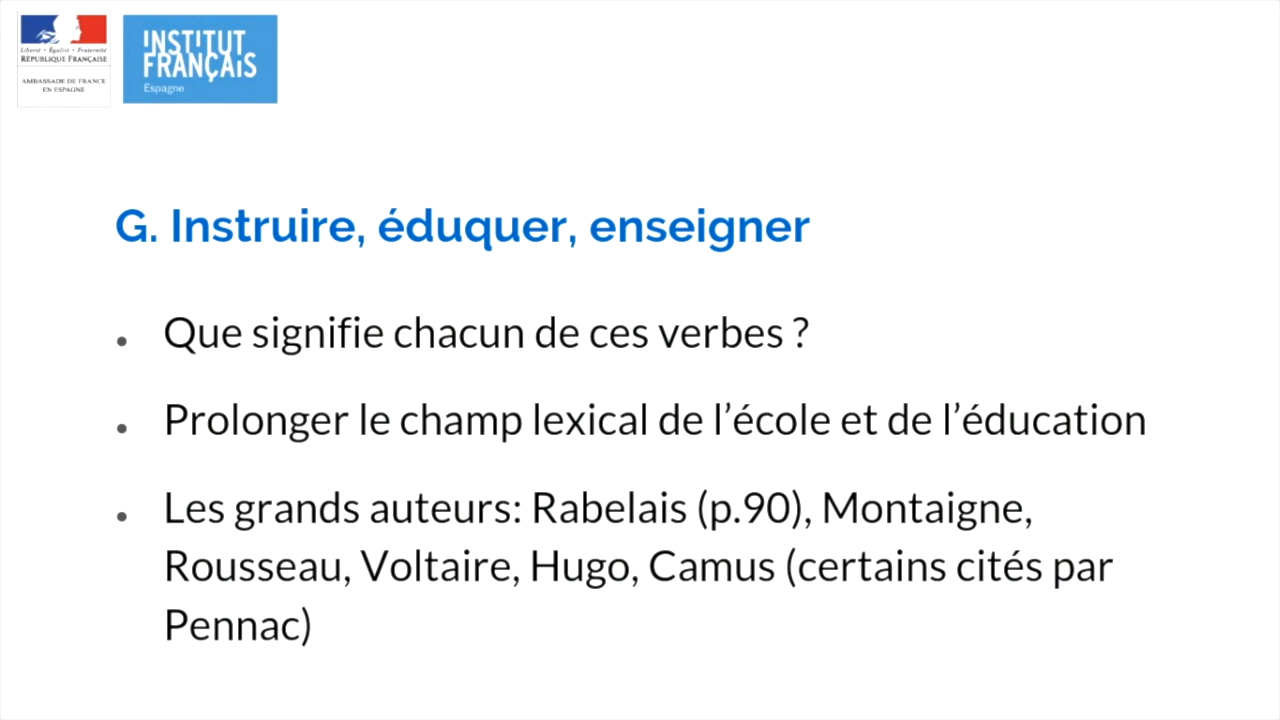 Liberté • Égalité • Fraternité
RÉPUBLIQUE FRANÇAISE
AMBASSADE DE FRANCE
EN ESPAGNE
INSTITUT
FRANÇAIS
Espagne
G. Instruire, éduquer, enseigner
• Que signifie chacun de ces verbes ?
• Prolonger le champ lexical de l’école et de l’éducation
• Les grands auteurs: Rabelais (p.90), Montaigne,
Rousseau, Voltaire, Hugo, Camus (certains cités par
Pennac)